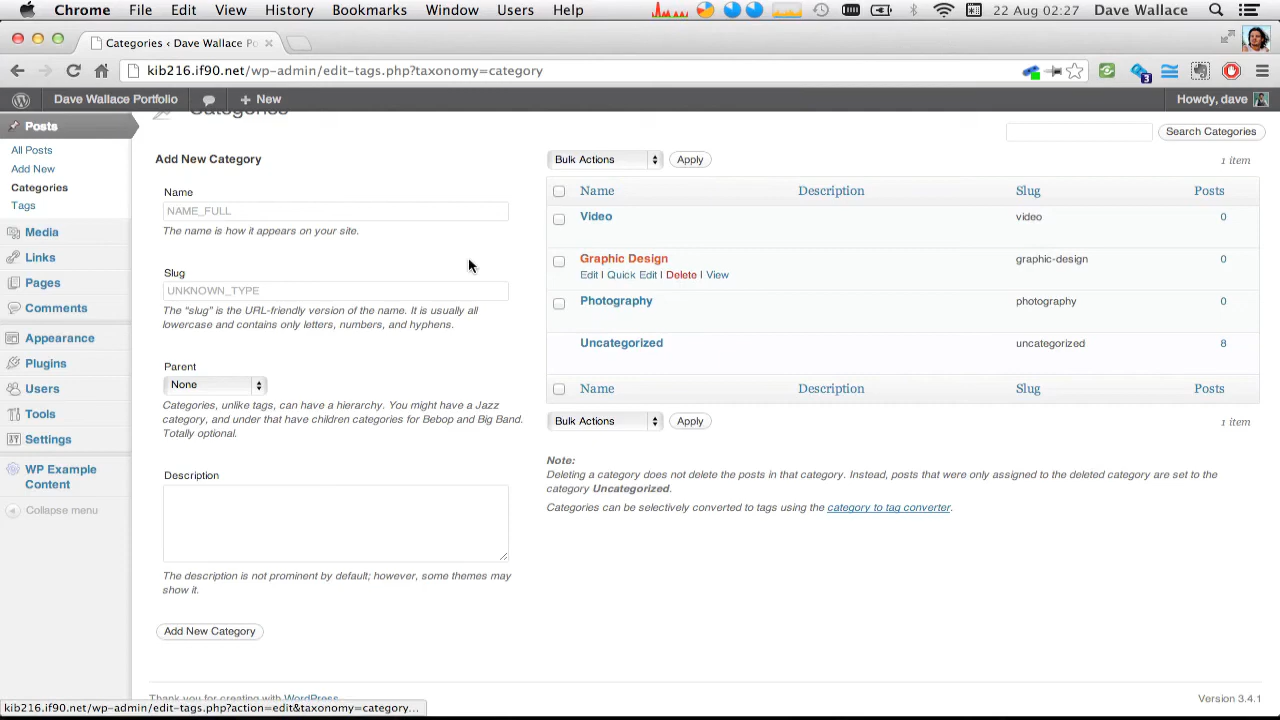 Chrome File Edit View History Bookmarks Window Users Help 22 Aug 02:27 Dave Wallace
Categories ‹ Dave Wallace Po
kib216.if90.net/wp-admin/edit-tags.php?taxonomy=category
3
Dave Wallace Portfolio + New Howdy, dave
Categories
Posts
All Posts
Add New
Categories
Tags
Media
Links
Pages
Comments
Appearance
Plugins
Users
Tools
Settings
WP Example
Content
Collapse menu
Add New Category
Name
NAME_FULL
The name is how it appears on your site.
Slug
UNKNOWN_TYPE
The “slug” is the URL-friendly version of the name. It is usually all
lowercase and contains only letters, numbers, and hyphens.
Parent
None
Categories, unlike tags, can have a hierarchy. You might have a Jazz
category, and under that have children categories for Bebop and Big Band.
Totally optional.
Description
The description is not prominent by default; however, some themes may
show it.
Add New Category
Search Categories
Bulk Actions Apply 1 item
Name Description Slug Posts
Video video 0
Graphic Design graphic-design 0
Edit | Quick Edit | Delete | View
Photography photography 0
Uncategorized uncategorized 8
Name Description Slug Posts
Bulk Actions Apply 1 item
Note:
Deleting a category does not delete the posts in that category. Instead, posts that were only assigned to the deleted category are set to the
category Uncategorized.
Categories can be selectively converted to tags using the category to tag converter.
Thank you for creating with WordPress. Version 3.4.1
kib216.if90.net/wp-admin/edit-tags.php?action=edit&taxonomy=category...